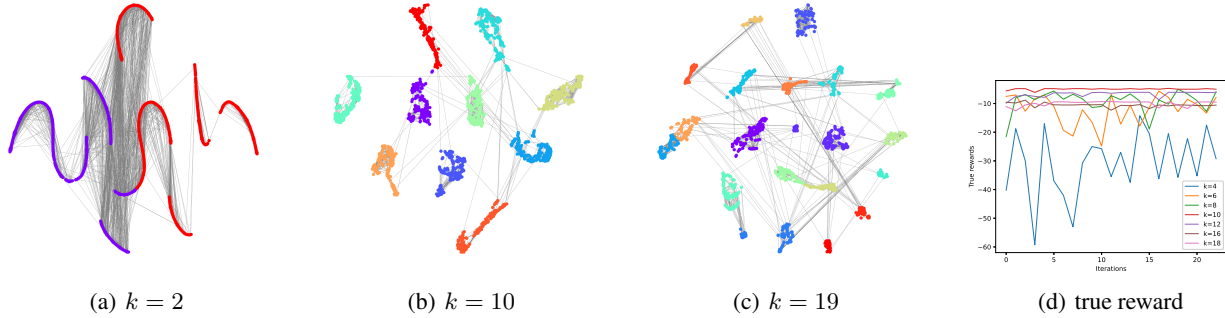 −10
−20
−30
−40
−50
−60
True rewards
0
5
10
15
20
Iterations
k=4
k=6
k=8
k=10
k=12
k=16
k=18
(a) k = 2
(b) k = 10
(c) k = 19
(d) true reward